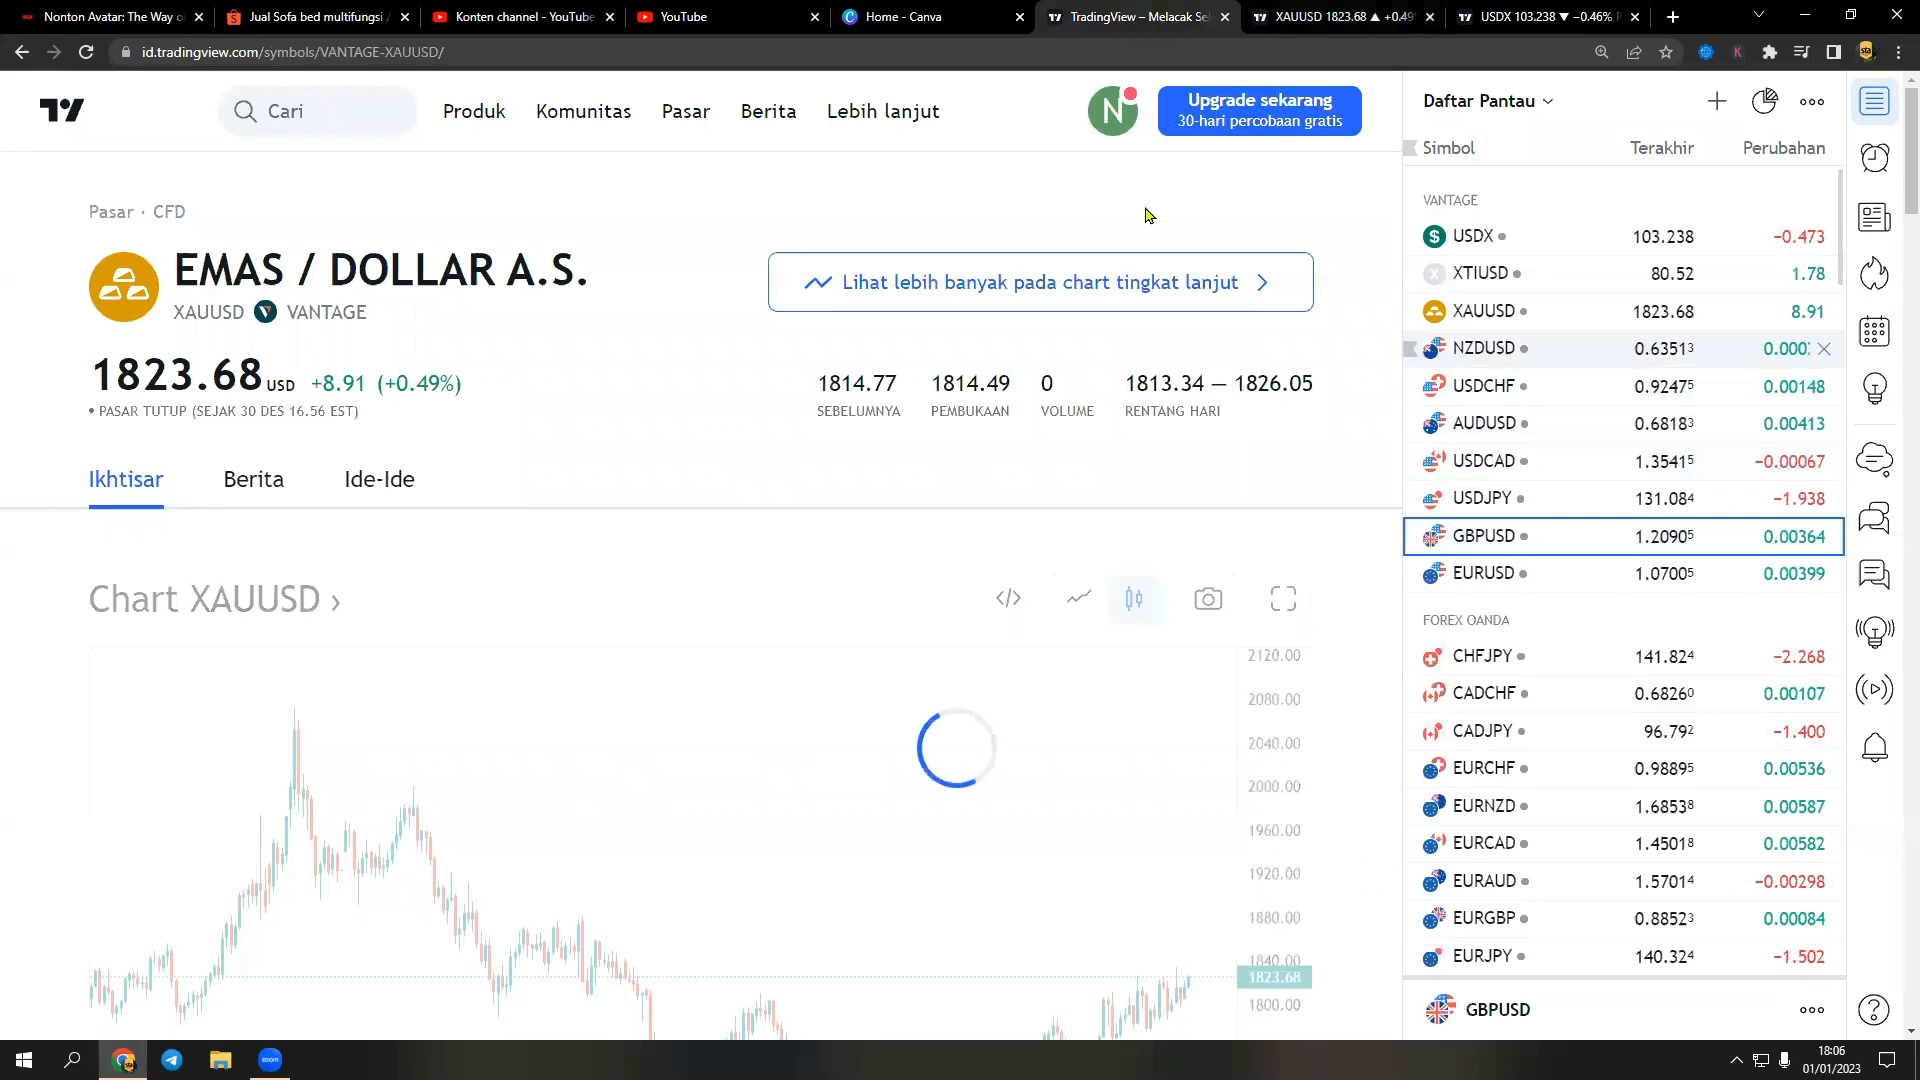 Nonton Avatar: The Way o
Jual Sofa bed multifungsi
Konten channel - YouTube
YouTube
Home - Canva
TradingView — Melacak Se
XAUUSD 1823.68 ▲ +0.49
USDX 103.238 ▼ −0.46%
id.tradingview.com/symbols/VANTAGE-XAUUSD/
Cari
Produk
Komunitas
Pasar
Berita
Lebih lanjut
N
Upgrade sekarang
30-hari percobaan gratis
Pasar · CFD
EMAS / DOLLAR A.S.
XAUUSD VANTAGE
Lihat lebih banyak pada chart tingkat lanjut
1823.68 USD +8.91 (+0.49%)
• PASAR TUTUP (SEJAK 30 DES 16.56 EST)
1814.77 1814.49 0 1813.34 — 1826.05
SEBELUMNYA PEMBUKAAN VOLUME RENTANG HARI
Ikhtisar Berita Ide-Ide
Chart XAUUSD ›
2120.00
2080.00
2040.00
2000.00
1960.00
1920.00
1880.00
1840.00
1823.68
1800.00
Daftar Pantau
Simbol Terakhir Perubahan
VANTAGE
USDX 103.238 −0.473
XTIUSD 80.52 1.78
XAUUSD 1823.68 8.91
NZDUSD 0.63513 0.000
USDCHF 0.92475 0.00148
AUDUSD 0.68183 0.00413
USDCAD 1.35415 −0.00067
USDJPY 131.084 −1.938
GBPUSD 1.20905 0.00364
EURUSD 1.07005 0.00399
FOREX OANDA
CHFJPY 141.824 −2.268
CADCHF 0.68260 0.00107
CADJPY 96.792 −1.400
EURCHF 0.98895 0.00536
EURNZD 1.68538 0.00587
EURCAD 1.45018 0.00582
EURAUD 1.57014 −0.00298
EURGBP 0.88523 0.00084
EURJPY 140.324 −1.502
GBPUSD
zoom
18:06
01/01/2023